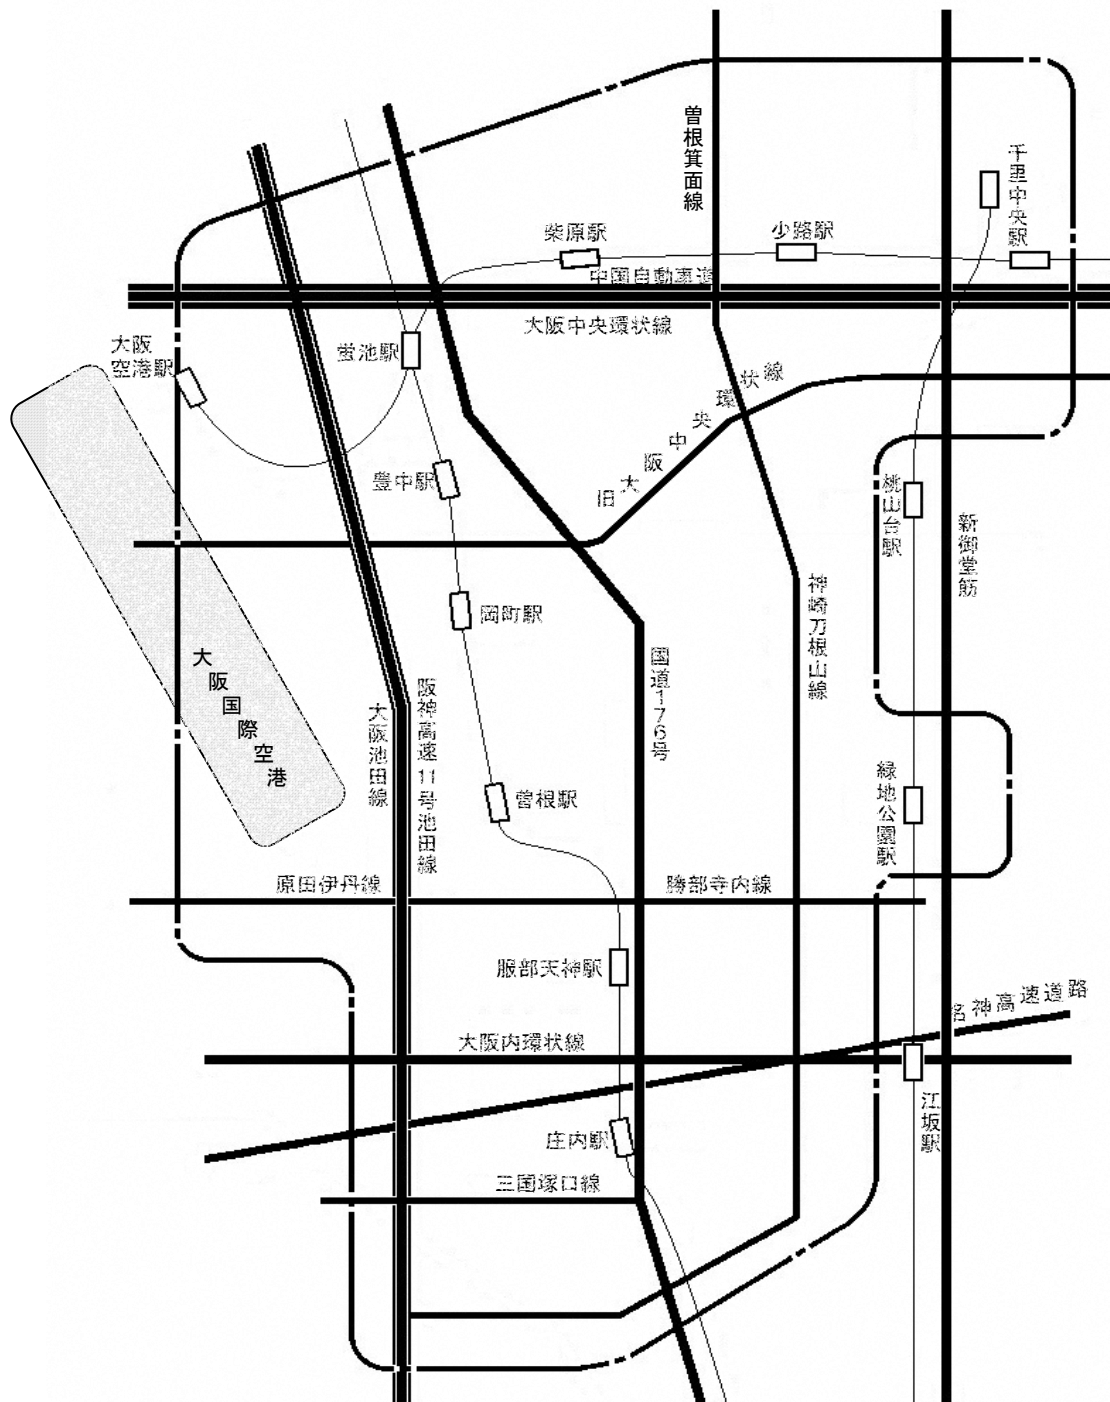 曽根箕面線
千里中央駅
柴原駅
少路駅
中国自動車道
大阪中央環状線
大阪
空港駅
蛍池駅
旧大阪中央環状線
豊中駅
桃山台駅
新御堂筋
岡町駅
神崎刀根山線
大阪国際空港
国道176号
大阪池田線
阪神高速11号池田線
曽根駅
緑地公園駅
原田伊丹線
勝部寺内線
服部天神駅
名神高速道路
大阪内環状線
江坂駅
庄内駅
三国塚口線